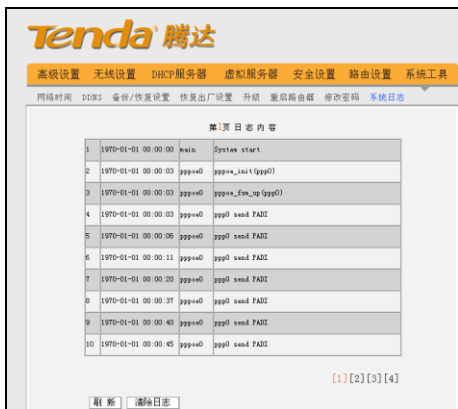 Tenda 腾达
高级设置 无线设置 DHCP服务器 虚拟服务器 安全设置 路由设置 系统工具
网络时间 DDNS 备份/恢复设置 恢复出厂设置 升级 重启路由器 修改密码 系统日志
第1页 日 志 内 容
1 1970-01-01 00:00:00 main System start
2 1970-01-01 00:00:03 pppoe0 pppoe_init(ppp0)
3 1970-01-01 00:00:03 pppoe0 pppoe_fsm_up(ppp0)
4 1970-01-01 00:00:03 pppoe0 ppp0 send PADI
5 1970-01-01 00:00:06 pppoe0 ppp0 send PADI
6 1970-01-01 00:00:11 pppoe0 ppp0 send PADI
7 1970-01-01 00:00:20 pppoe0 ppp0 send PADI
8 1970-01-01 00:00:37 pppoe0 ppp0 send PADI
9 1970-01-01 00:00:40 pppoe0 ppp0 send PADI
10 1970-01-01 00:00:45 pppoe0 ppp0 send PADI
[1][2][3][4]
刷 新 清除日志